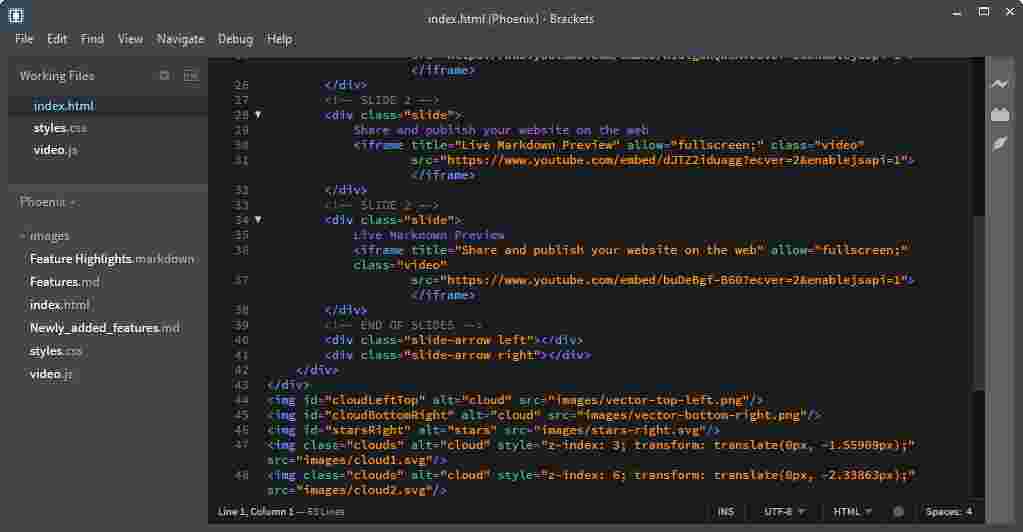 index.html (Phoenix) - Brackets
File Edit Find View Navigate Debug Help
Working Files
index.html
styles.css
video.js
Phoenix
images
Feature Highlights.markdown
Features.md
index.html
Newly_added_features.md
styles.css
video.js
</iframe>
26 </div>
27 <!-- SLIDE 2 -->
28 <div class="slide">
29 Share and publish your website on the web
30 <iframe title="Live Markdown Preview" allow="fullscreen;" class="video"
31 src="https://www.youtube.com/embed/dJTZ2iduagg?ecver=2&enablejsapi=1">
</iframe>
32 </div>
33 <!-- SLIDE 2 -->
34 <div class="slide">
35 Live Markdown Preview
36 <iframe title="Share and publish your website on the web" allow="fullscreen;"
class="video"
37 src="https://www.youtube.com/embed/buDeBgf-B60?ecver=2&enablejsapi=1">
</iframe>
38 </div>
39 <!-- END OF SLIDES -->
40 <div class="slide-arrow left"></div>
41 <div class="slide-arrow right"></div>
42 </div>
43 </div>
44 <img id="cloudLeftTop" alt="cloud" src="images/vector-top-left.png"/>
45 <img id="cloudBottomRight" alt="cloud" src="images/vector-bottom-right.png"/>
46 <img id="starsRight" alt="stars" src="images/stars-right.svg"/>
47 <img class="clouds" alt="cloud" style="z-index: 3; transform: translate(0px, -1.55909px);"
src="images/cloud1.svg"/>
48 <img class="clouds" alt="cloud" style="z-index: 6; transform: translate(0px, -2.33863px);"
src="images/cloud2.svg"/>
Line 1, Column 1 — 53 Lines INS UTF-8 HTML Spaces: 4